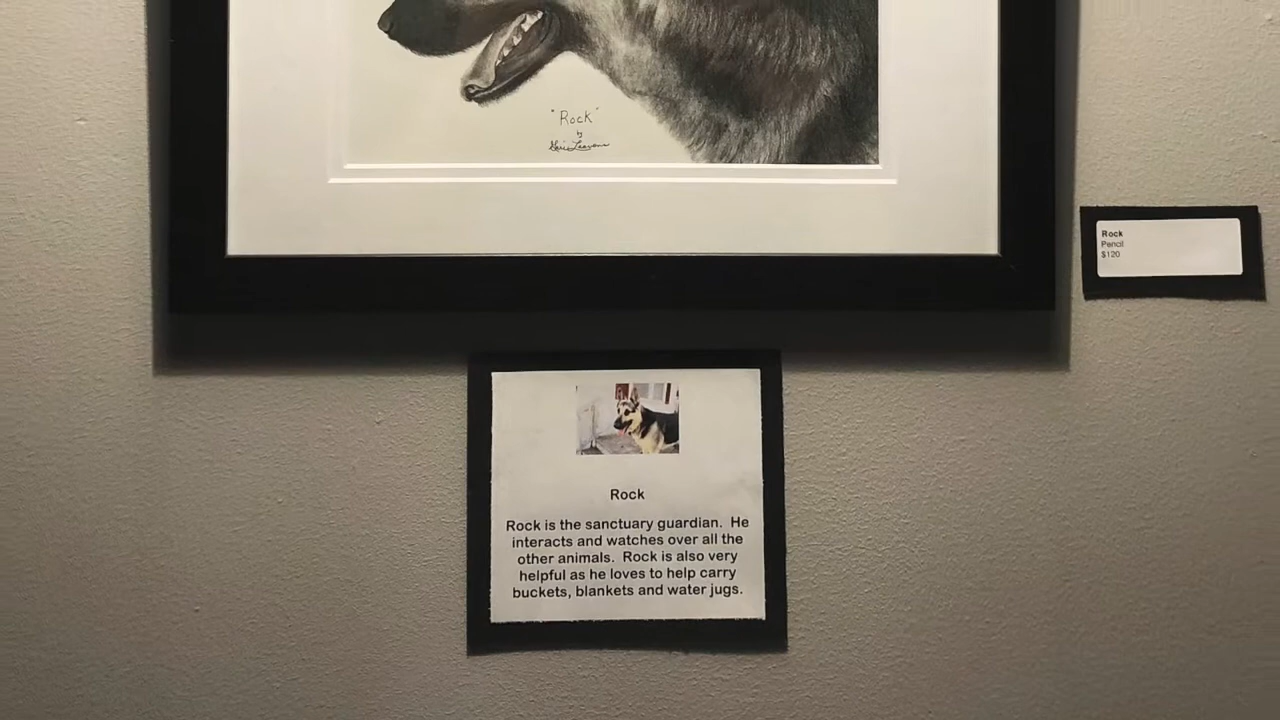 "Rock"
by
Rock
Pencil
$120
Rock
Rock is the sanctuary guardian. He
interacts and watches over all the
other animals. Rock is also very
helpful as he loves to help carry
buckets, blankets and water jugs.